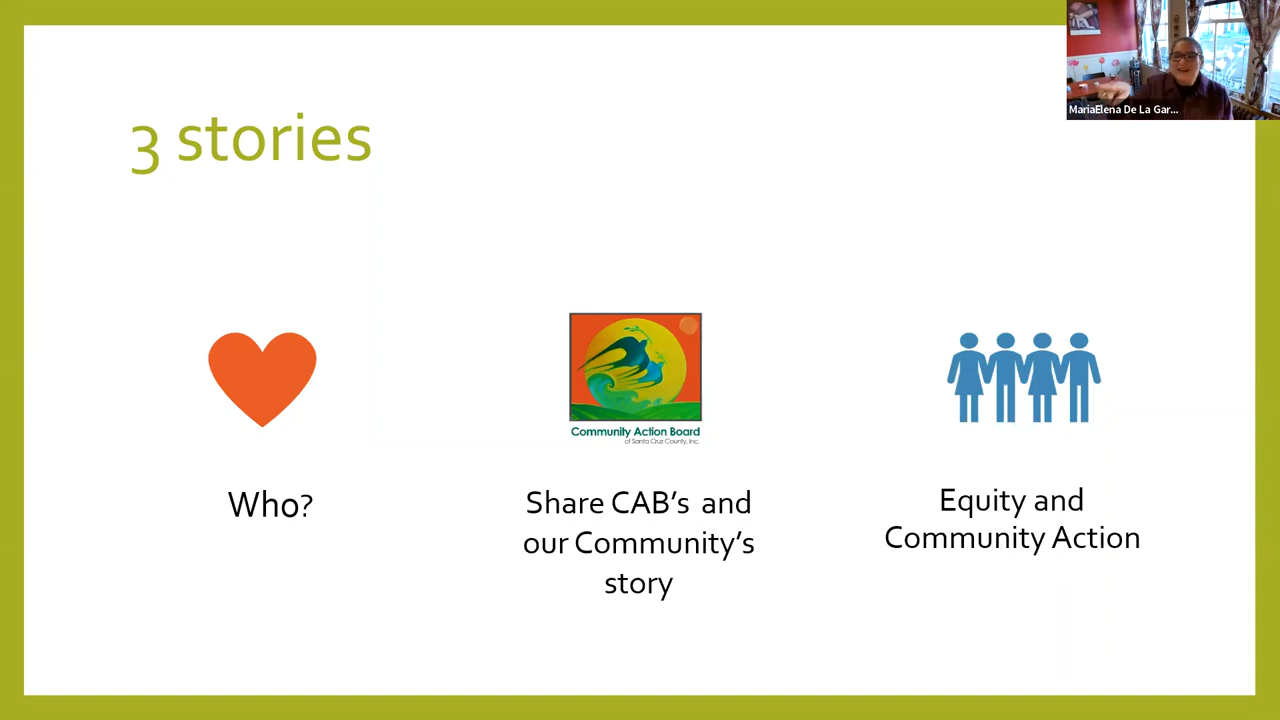 MariaElena De La Gar...
3 stories
Community Action Board
of Santa Cruz County, Inc.
Who?
Share CAB's and
our Community's
story
Equity and
Community Action